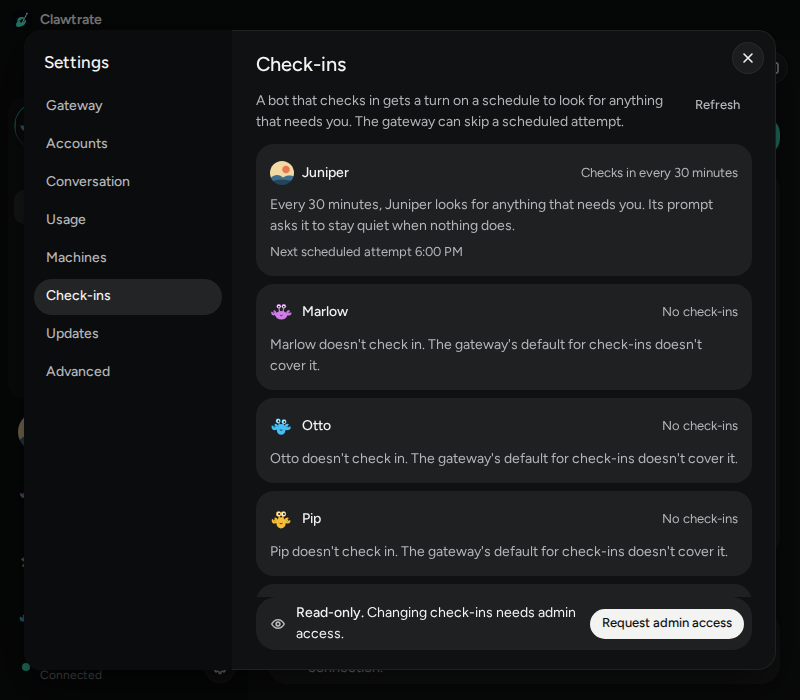 Clawtrate
Settings
Gateway
Accounts
Conversation
Usage
Machines
Check-ins
Updates
Advanced
Connected
Check-ins
A bot that checks in gets a turn on a schedule to look for anything
that needs you. The gateway can skip a scheduled attempt.
Refresh
Juniper
Checks in every 30 minutes
Every 30 minutes, Juniper looks for anything that needs you. Its prompt
asks it to stay quiet when nothing does.
Next scheduled attempt 6:00 PM
Marlow
No check-ins
Marlow doesn't check in. The gateway's default for check-ins doesn't
cover it.
Otto
No check-ins
Otto doesn't check in. The gateway's default for check-ins doesn't cover it.
Pip
No check-ins
Pip doesn't check in. The gateway's default for check-ins doesn't cover it.
Read-only. Changing check-ins needs admin
access.
Request admin access